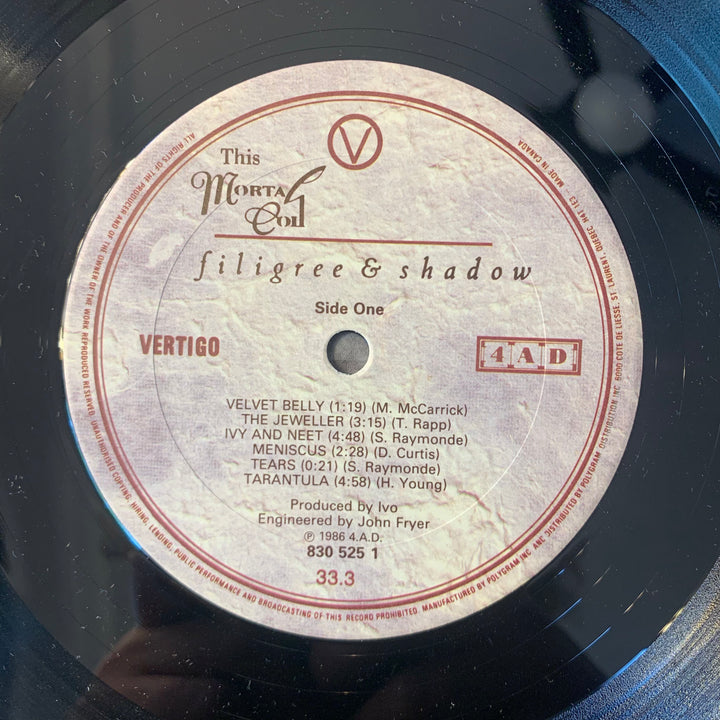 V
This
Mortal
Coil
filigree & shadow
Side One
VERTIGO
4 A D
VELVET BELLY (1:19) (M. McCarrick)
THE JEWELLER (3:15) (T. Rapp)
IVY AND NEET (4:48) (S. Raymonde)
MENISCUS (2:28) (D. Curtis)
TEARS (0:21) (S. Raymonde)
TARANTULA (4:58) (H. Young)
Produced by Ivo
Engineered by John Fryer
℗ 1986 4.A.D.
830 525 1
33.3
ALL RIGHTS OF THE PRODUCER AND OF THE OWNER OF THE WORK REPRODUCED RESERVED. UNAUTHORISED COPYING, HIRING, LENDING, PUBLIC PERFORMANCE AND BROADCASTING OF THIS RECORD PROHIBITED. MANUFACTURED BY POLYGRAM INC. AND DISTRIBUTED BY POLYGRAM DISTRIBUTION INC. 6000 COTE DE LIESSE, ST LAURENT, QUEBEC. H4T 1E3 MADE IN CANADA